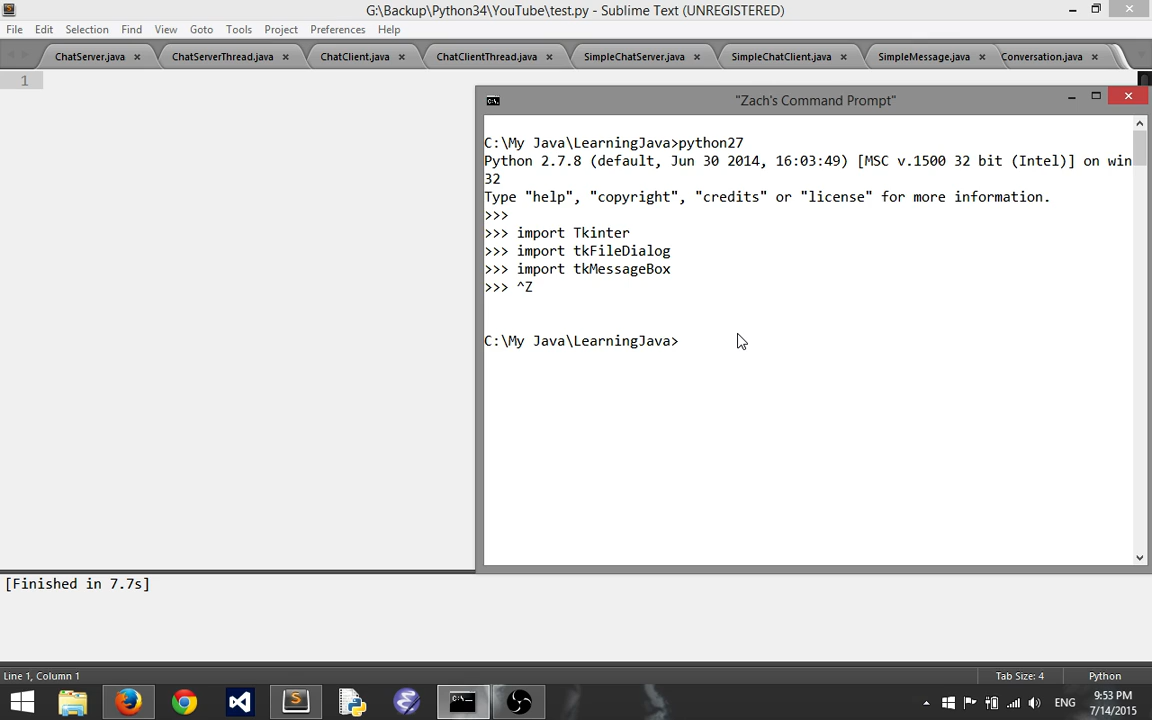 G:\Backup\Python34\YouTube\test.py - Sublime Text (UNREGISTERED)
File Edit Selection Find View Goto Tools Project Preferences Help
ChatServer.java ChatServerThread.java ChatClient.java ChatClientThread.java SimpleChatServer.java SimpleChatClient.java SimpleMessage.java Conversation.java
1
"Zach's Command Prompt"
C:\My Java\LearningJava>python27
Python 2.7.8 (default, Jun 30 2014, 16:03:49) [MSC v.1500 32 bit (Intel)] on win
32
Type "help", "copyright", "credits" or "license" for more information.
>>>
>>> import Tkinter
>>> import tkFileDialog
>>> import tkMessageBox
>>> ^Z
C:\My Java\LearningJava>
[Finished in 7.7s]
Line 1, Column 1 Tab Size: 4 Python
ENG
9:53 PM
7/14/2015